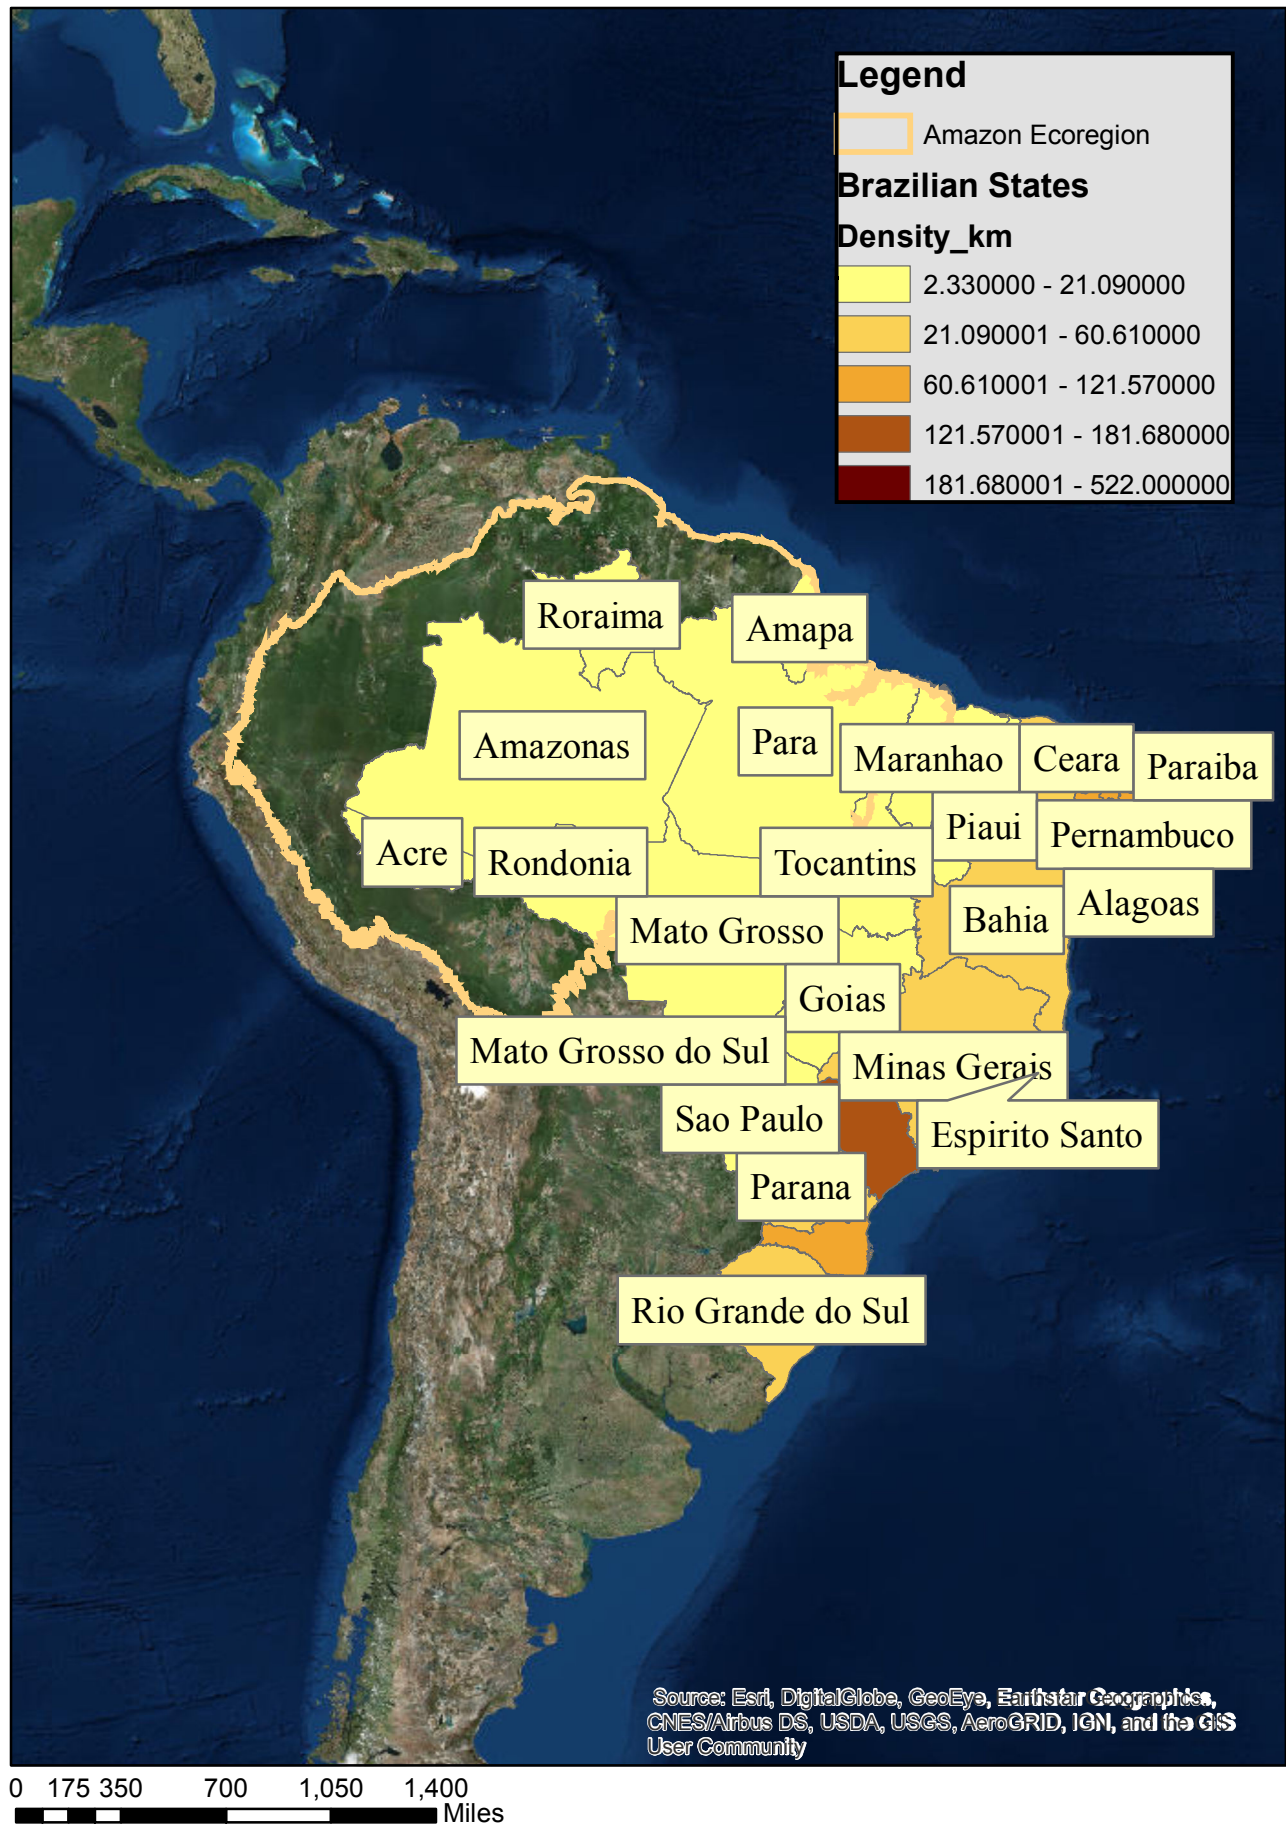 Legend
Amazon Ecoregion
Brazilian States
Density_km
2.330000 - 21.090000
21.090001 - 60.610000
60.610001 - 121.570000
121.570001 - 181.680000
181.680001 - 522.000000
Roraima
Amapa
Amazonas
Para
Maranhao
Ceara
Paraiba
Piaui
Pernambuco
Acre
Rondonia
Tocantins
Alagoas
Bahia
Mato Grosso
Goias
Mato Grosso do Sul
Minas Gerais
Sao Paulo
Espirito Santo
Parana
Rio Grande do Sul
Source: Esri, DigitalGlobe, GeoEye, Earthstar Geographics,
CNES/Airbus DS, USDA, USGS, AeroGRID, IGN, and the GIS
User Community
0 175 350 700 1,050 1,400
Miles